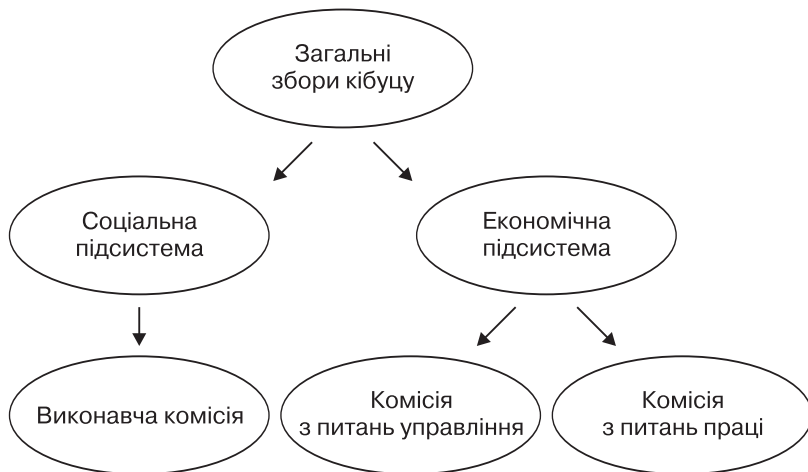 Загальні
збори кібуцу
Соціальна
підсистема
Економічна
підсистема
Виконавча комісія
Комісія
з питань управління
Комісія
з питань праці